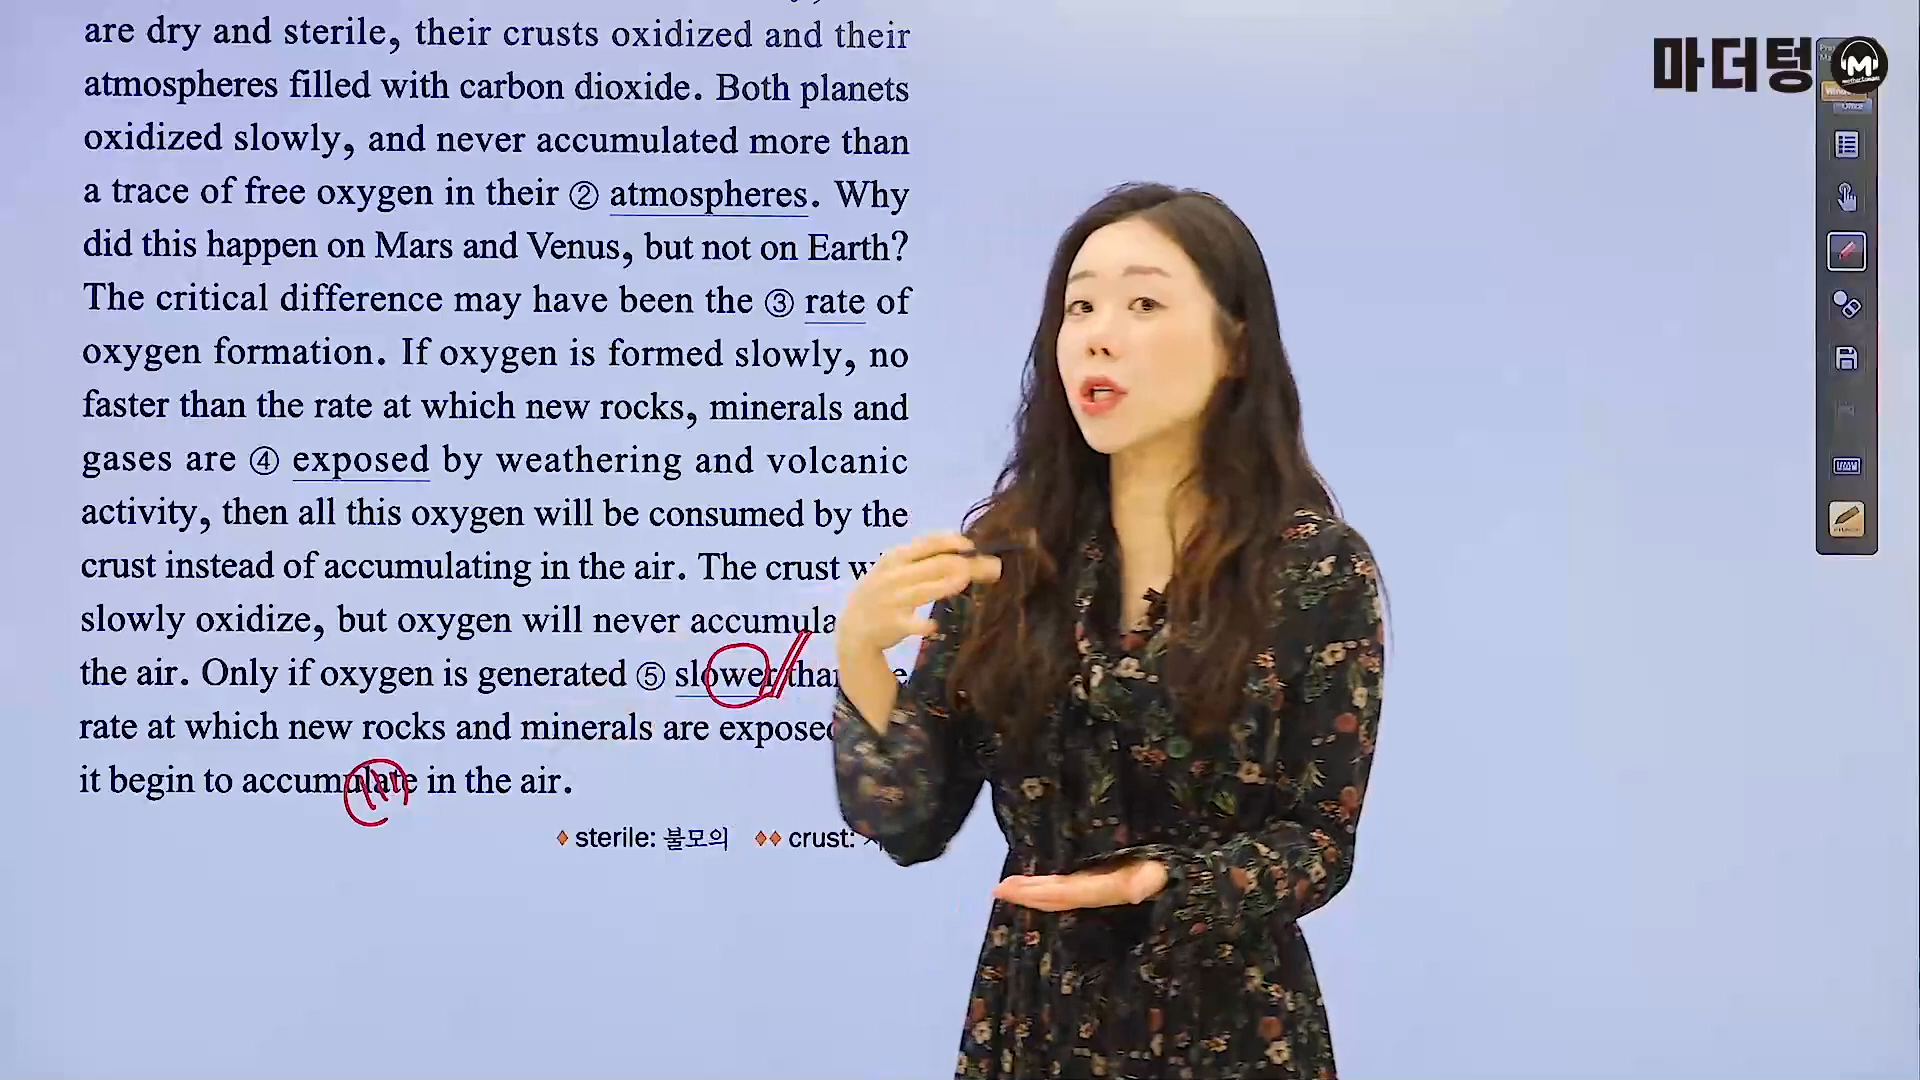 are dry and sterile, their crusts oxidized and their
atmospheres filled with carbon dioxide. Both planets
oxidized slowly, and never accumulated more than
a trace of free oxygen in their ② atmospheres. Why
did this happen on Mars and Venus, but not on Earth?
The critical difference may have been the ③ rate of
oxygen formation. If oxygen is formed slowly, no
faster than the rate at which new rocks, minerals and
gases are ④ exposed by weathering and volcanic
activity, then all this oxygen will be consumed by the
crust instead of accumulating in the air. The crust
slowly oxidize, but oxygen will never
the air. Only if oxygen is generated ⑤ slower
rate at which new rocks and minerals are
it begin to accumulate in the air.
♦ sterile: 불모의 ♦♦ crust:
마더텅 M